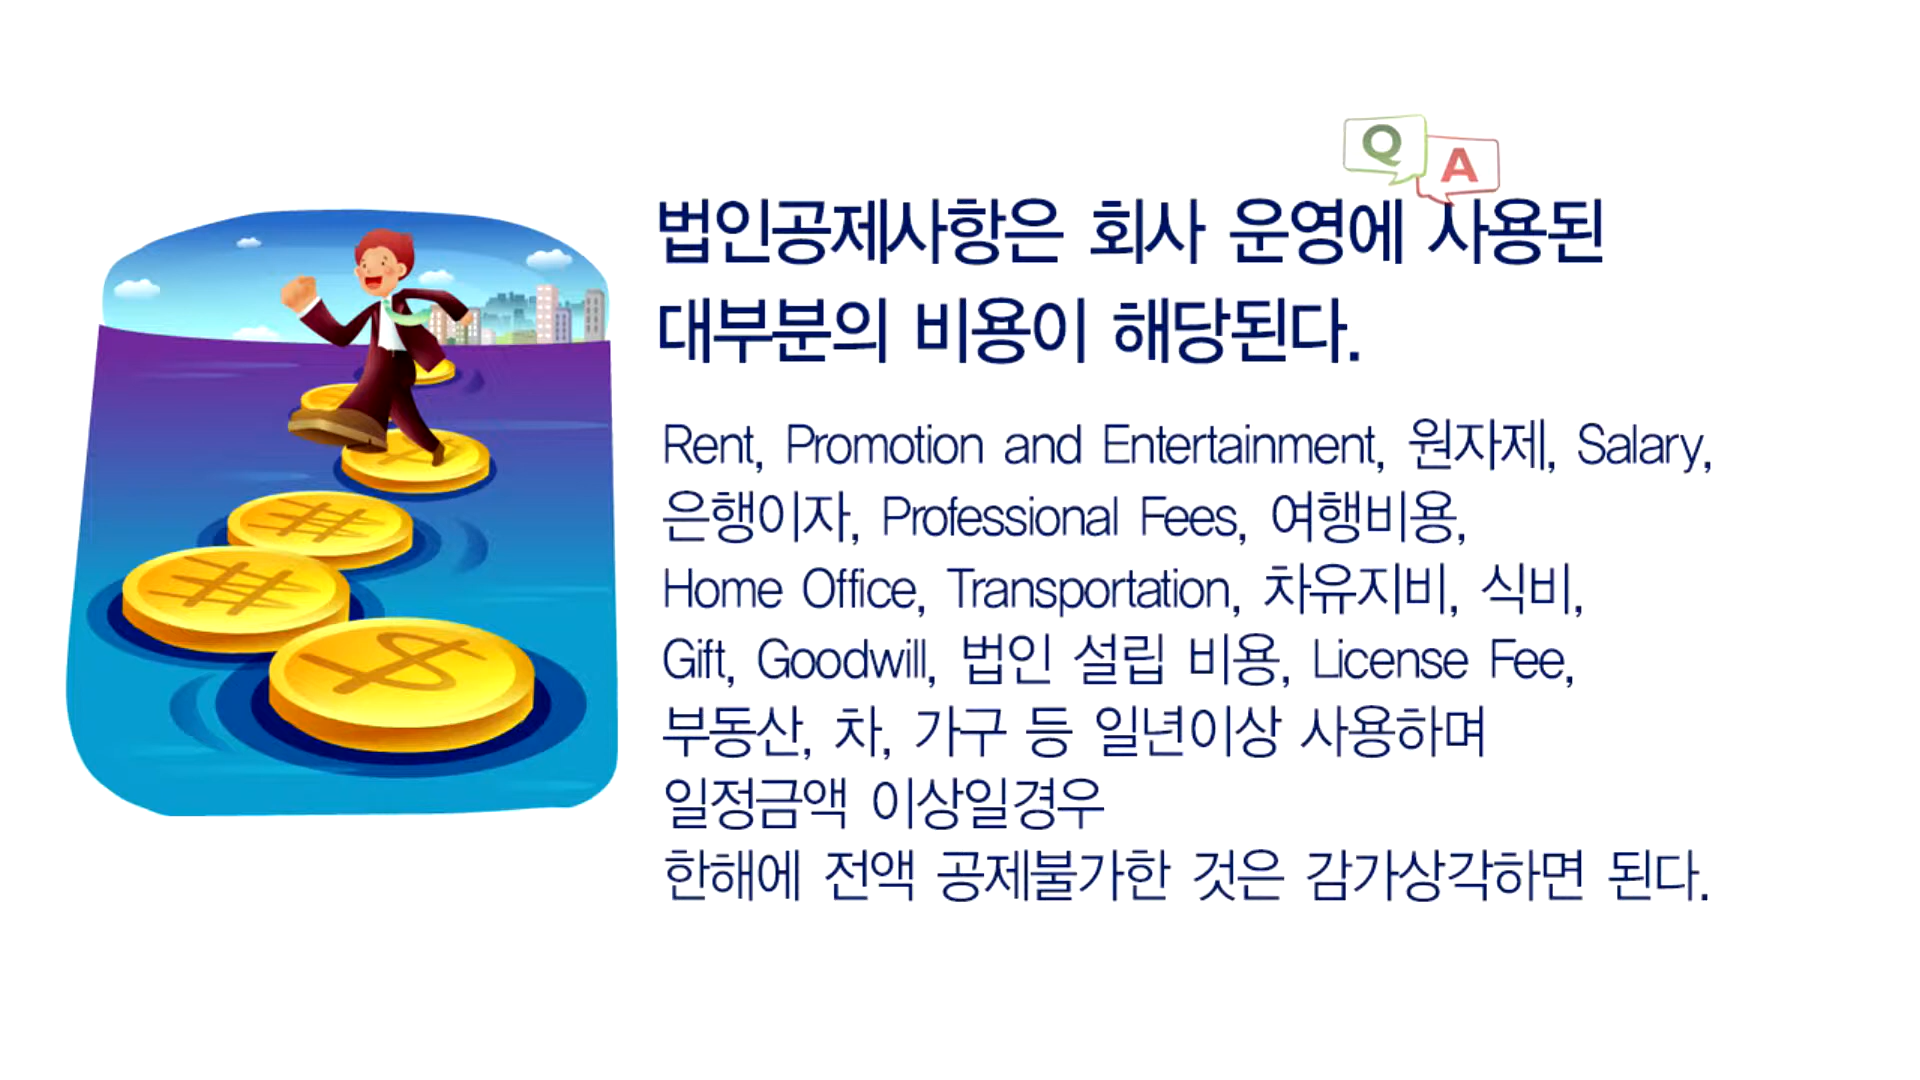 Q A
법인공제사항은 회사 운영에 사용된
대부분의 비용이 해당된다.
Rent, Promotion and Entertainment, 원자제, Salary,
은행이자, Professional Fees, 여행비용,
Home Office, Transportation, 차유지비, 식비,
Gift, Goodwill, 법인 설립 비용, License Fee,
부동산, 차, 가구 등 일년이상 사용하며
일정금액 이상일경우
한해에 전액 공제불가한 것은 감가상각하면 된다.